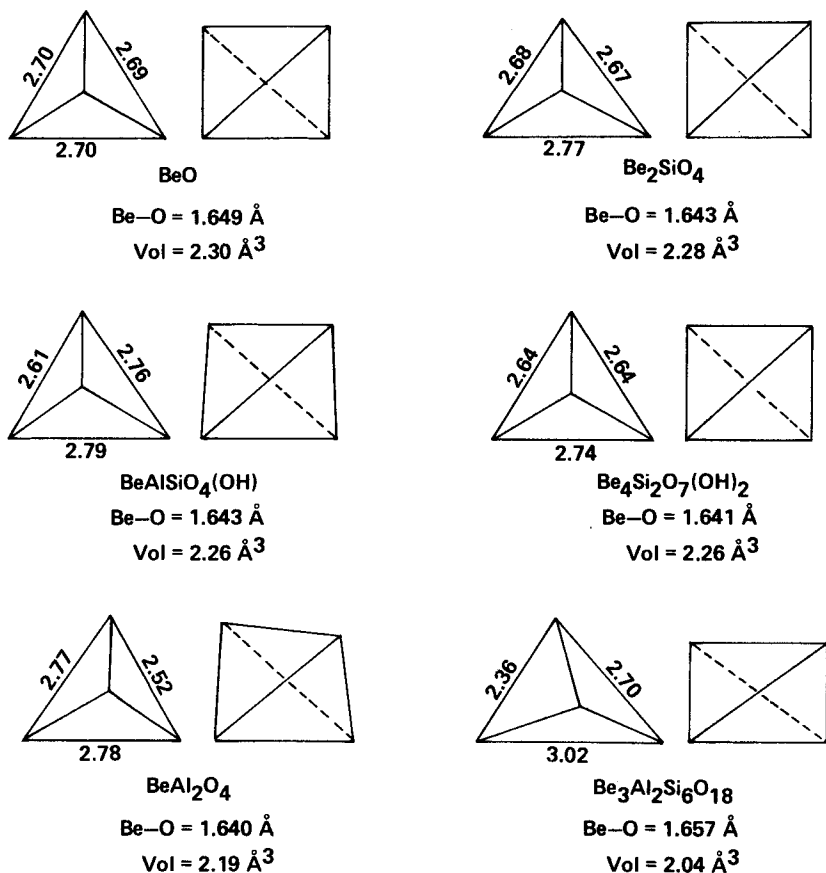 2.70
2.69
2.70
BeO
Be–O = 1.649 Å
Vol = 2.30 Å³
2.68
2.67
2.77
Be₂SiO₄
Be–O = 1.643 Å
Vol = 2.28 Å³
2.61
2.76
2.79
BeAlSiO₄(OH)
Be–O = 1.643 Å
Vol = 2.26 Å³
2.64
2.64
2.74
Be₄Si₂O₇(OH)₂
Be–O = 1.641 Å
Vol = 2.26 Å³
2.77
2.52
2.78
BeAl₂O₄
Be–O = 1.640 Å
Vol = 2.19 Å³
2.36
2.70
3.02
Be₃Al₂Si₆O₁₈
Be–O = 1.657 Å
Vol = 2.04 Å³